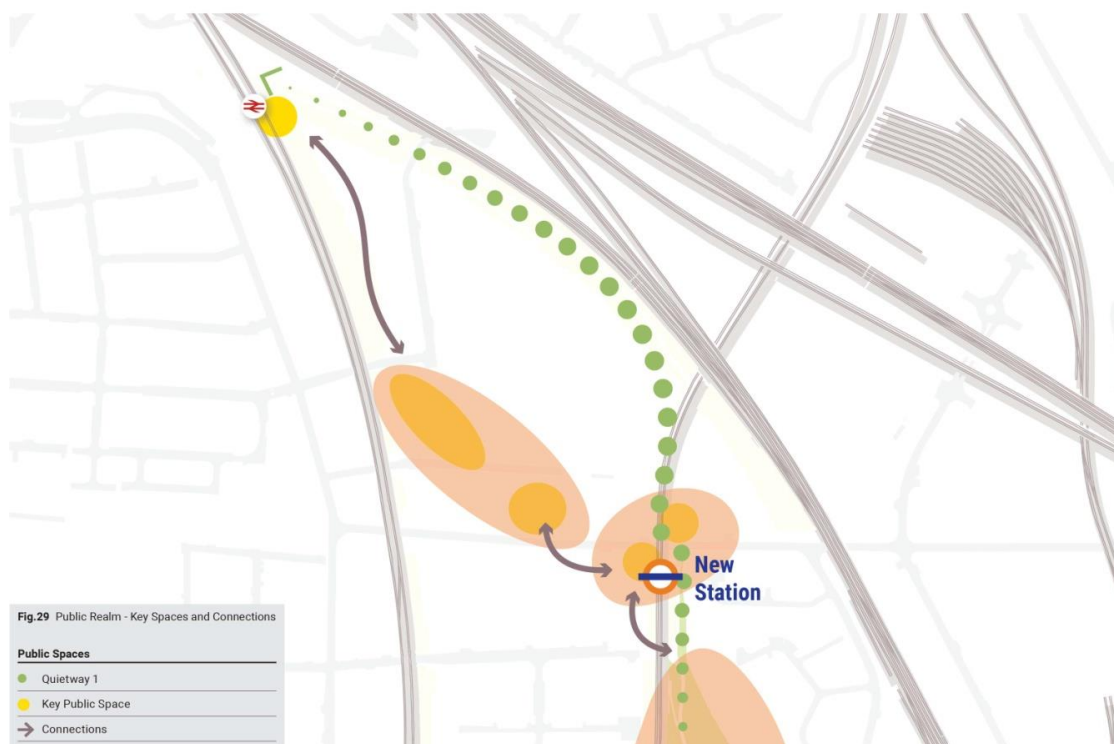 New
Station
Fig.29 Public Realm - Key Spaces and Connections
Public Spaces
Quietway 1
Key Public Space
Connections